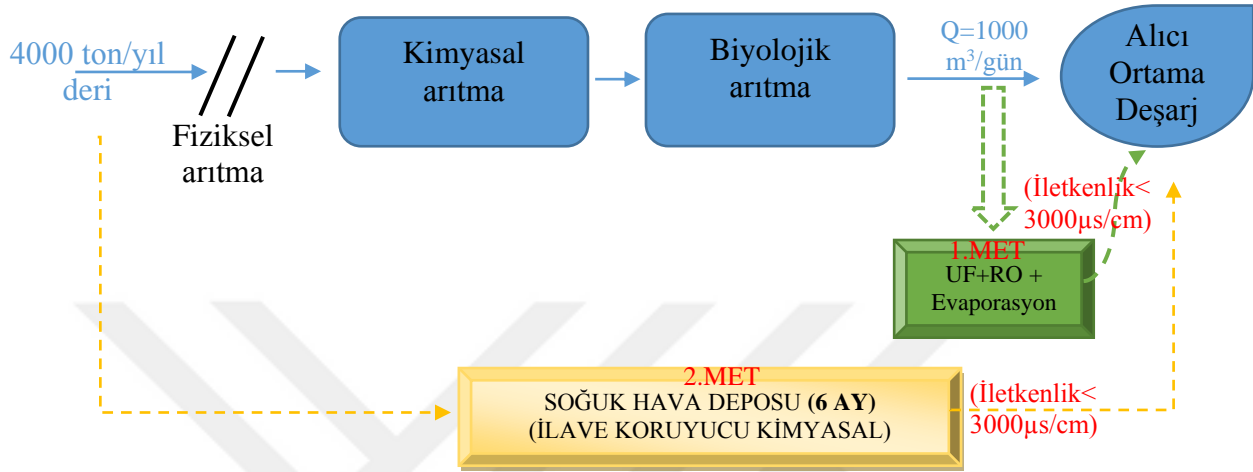 4000 ton/yıl
deri
Fiziksel
arıtma
Kimyasal
arıtma
Biyolojik
arıtma
Q=1000
m³/gün
Alıcı
Ortama
Deşarj
(İletkenlik<
3000µs/cm)
1.MET
UF+RO +
Evaporasyon
2.MET
SOĞUK HAVA DEPOSU (6 AY)
(İLAVE KORUYUCU KİMYASAL)
(İletkenlik<
3000µs/cm)